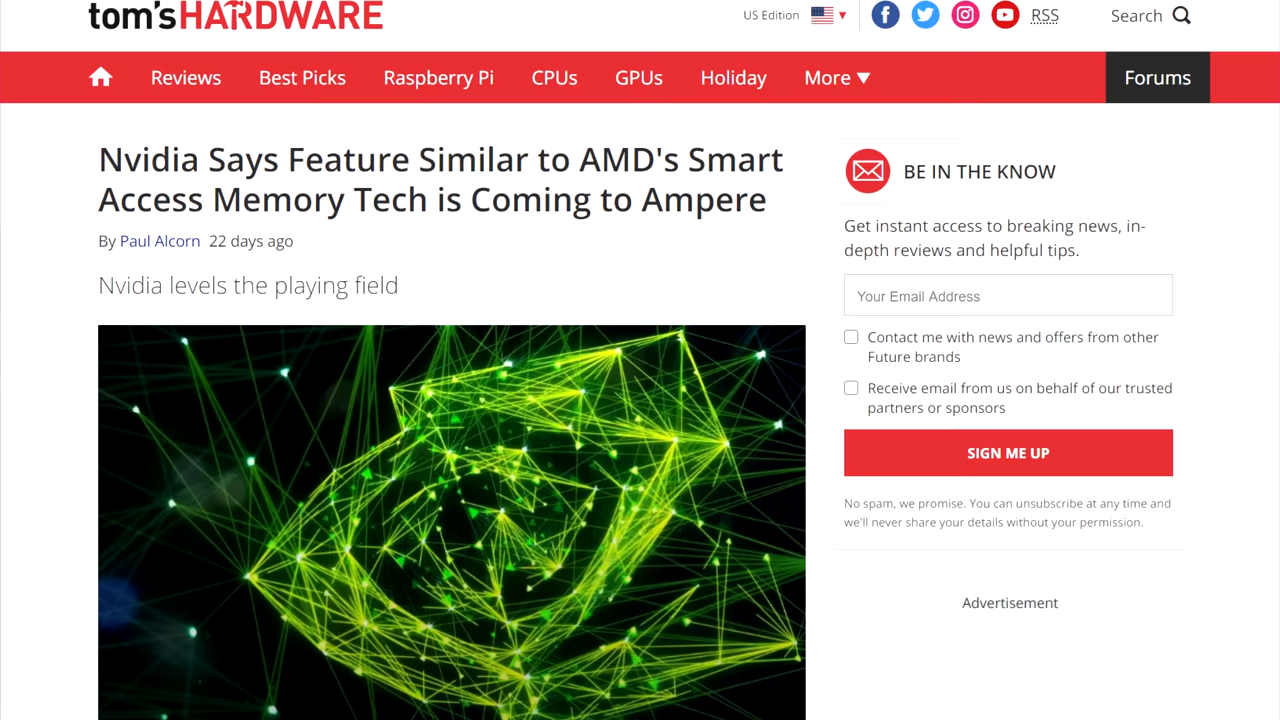 tom'sHARDWARE
US Edition
RSS
Search
Reviews Best Picks Raspberry Pi CPUs GPUs Holiday More ▼ Forums
Nvidia Says Feature Similar to AMD's Smart
Access Memory Tech is Coming to Ampere
By Paul Alcorn 22 days ago
Nvidia levels the playing field
BE IN THE KNOW
Get instant access to breaking news, in-
depth reviews and helpful tips.
Your Email Address
Contact me with news and offers from other
Future brands
Receive email from us on behalf of our trusted
partners or sponsors
SIGN ME UP
No spam, we promise. You can unsubscribe at any time and
we'll never share your details without your permission.
Advertisement